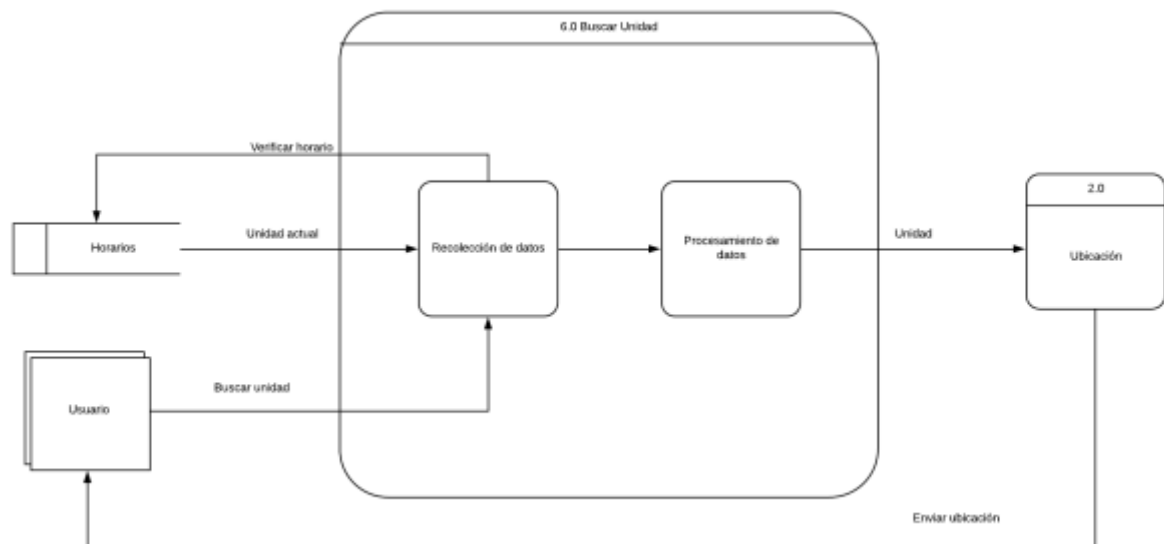 6.0 Buscar Unidad
Verificar horario
2.0
Horarios
Unidad actual
Recolección de datos
Procesamiento de
datos
Unidad
Ubicación
Buscar unidad
Usuario
Enviar ubicación